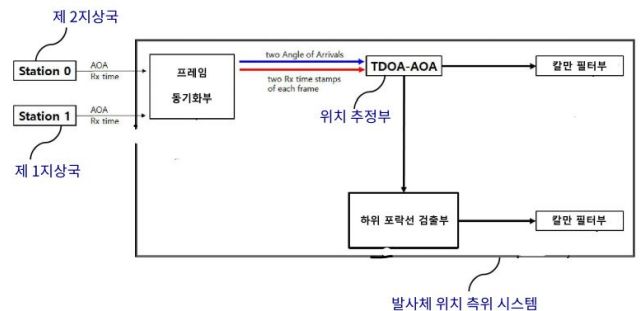 제 2지상국
Station 0
AOA
Rx time
Station 1
AOA
Rx time
제 1지상국
프레임
동기화부
two Angle of Arrivals
two Rx time stamps
of each frame
TDOA-AOA
위치 추정부
칼만 필터부
하위 포락선 검출부
칼만 필터부
발사체 위치 측위 시스템